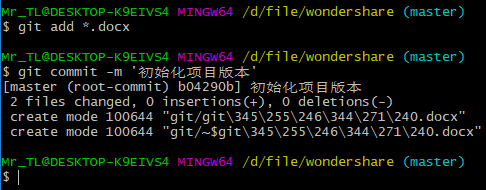 Mr_TL@DESKTOP-K9EIVS4 MINGW64 /d/file/wondershare (master)
$ git add *.docx
Mr_TL@DESKTOP-K9EIVS4 MINGW64 /d/file/wondershare (master)
$ git commit -m '初始化项目版本'
[master (root-commit) b04290b] 初始化项目版本
 2 files changed, 0 insertions(+), 0 deletions(-)
 create mode 100644 "git/git\345\255\246\344\271\240.docx"
 create mode 100644 "git/~$git\345\255\246\344\271\240.docx"
Mr_TL@DESKTOP-K9EIVS4 MINGW64 /d/file/wondershare (master)
$